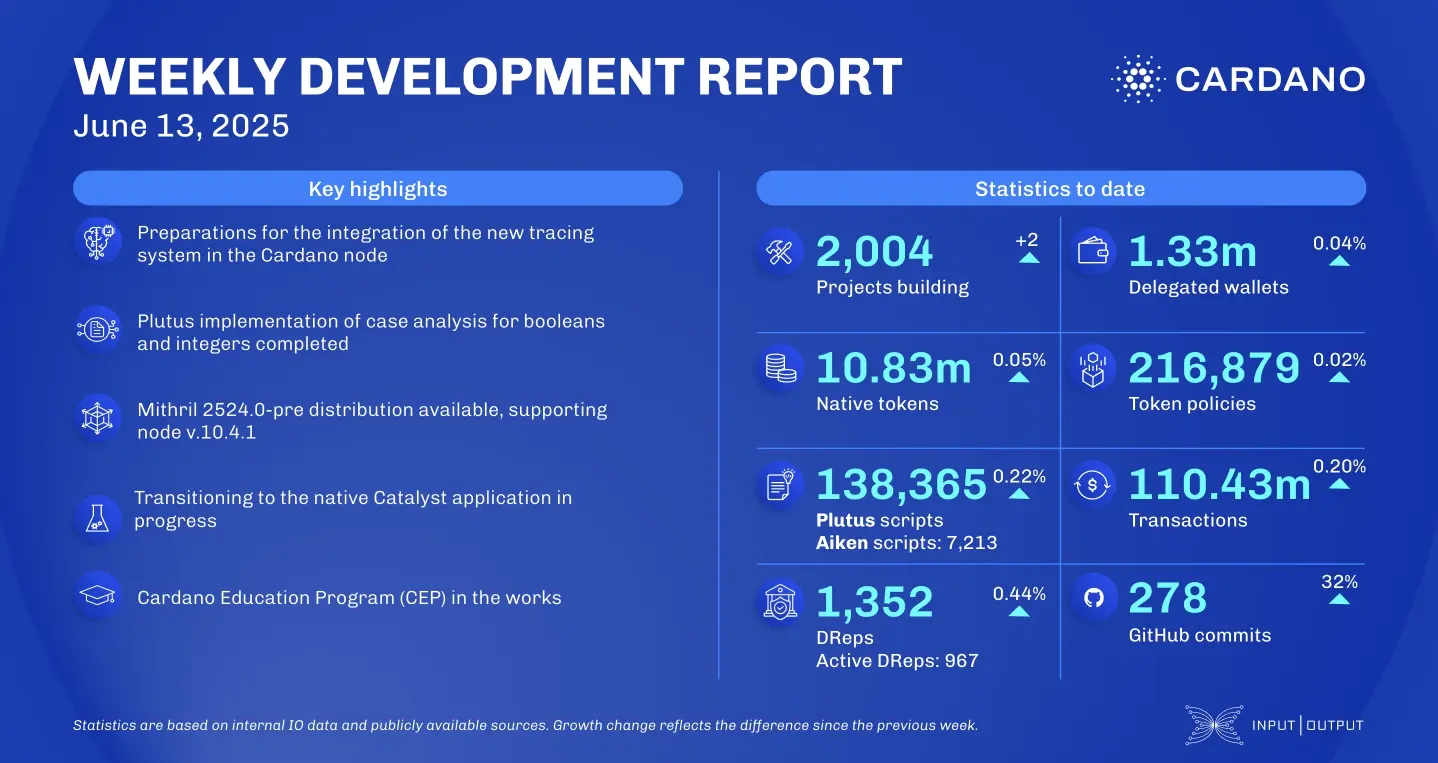 WEEKLY DEVELOPMENT REPORT
June 13, 2025
CARDANO
Key highlights
Preparations for the integration of the new tracing
system in the Cardano node
Plutus implementation of case analysis for booleans
and integers completed
Mithril 2524.0-pre distribution available, supporting
node v.10.4.1
Transitioning to the native Catalyst application in
progress
Cardano Education Program (CEP) in the works
Statistics to date
2,004
+2
Projects building
1.33m
0.04%
Delegated wallets
10.83m
0.05%
Native tokens
216,879
0.02%
Token policies
138,365
0.22%
Plutus scripts
Aiken scripts: 7,213
110.43m
0.20%
Transactions
1,352
0.44%
DReps
Active DReps: 967
278
32%
GitHub commits
Statistics are based on internal IO data and publicly available sources. Growth change reflects the difference since the previous week.
INPUT | OUTPUT